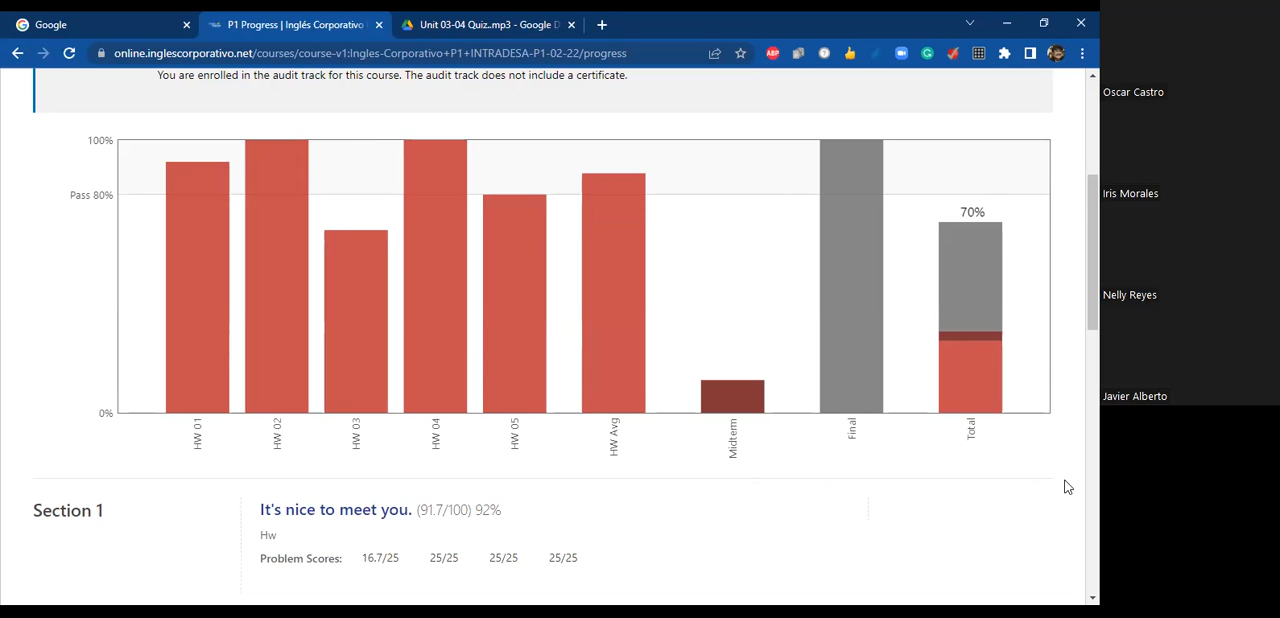 Google
P1 Progress | Inglés Corporativo
Unit 03-04 Quiz..mp3 - Google D
online.inglescorporativo.net/courses/course-v1:Ingles-Corporativo+P1+INTRADESA-P1-02-22/progress
ABP
You are enrolled in the audit track for this course. The audit track does not include a certificate.
100%
Pass 80%
0%
70%
HW 01
HW 02
HW 03
HW 04
HW 05
HW Avg
Midterm
Final
Total
Section 1
It's nice to meet you. (91.7/100) 92%
Hw
Problem Scores: 16.7/25 25/25 25/25 25/25
Oscar Castro
Iris Morales
Nelly Reyes
Javier Alberto